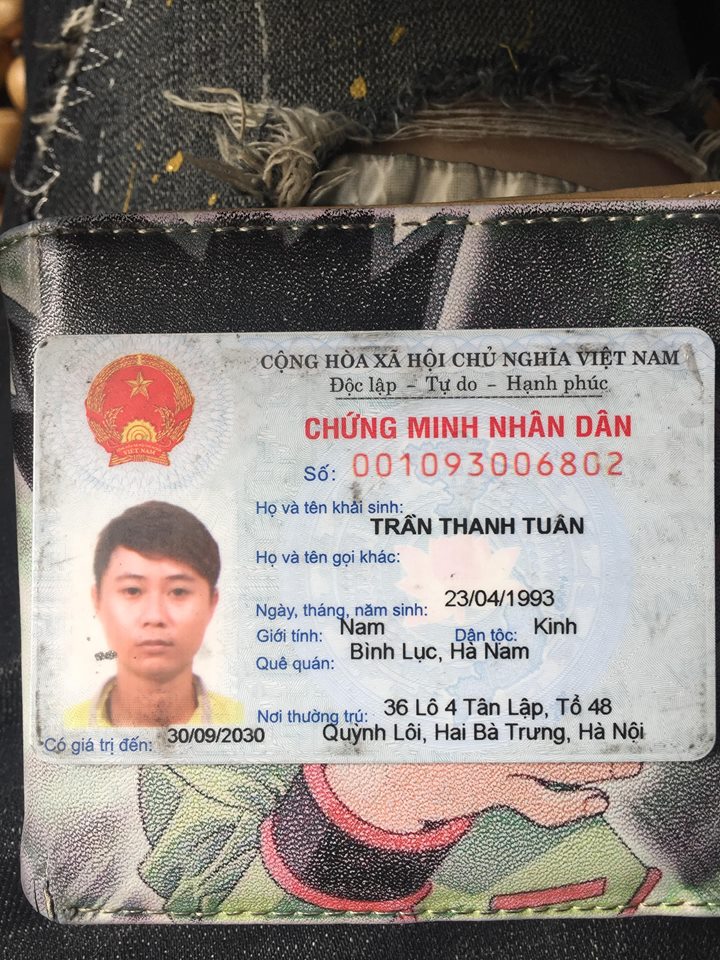 CỘNG HÒA XÃ HỘI CHỦ NGHĨA VIỆT NAM
Độc lập – Tự do – Hạnh phúc
CHỨNG MINH NHÂN DÂN
Số: 001093006802
Họ và tên khai sinh:
TRẦN THANH TUÂN
Họ và tên gọi khác:
Ngày, tháng, năm sinh: 23/04/1993
Giới tính: Nam Dân tộc: Kinh
Quê quán: Bình Lục, Hà Nam
Nơi thường trú: 36 Lô 4 Tân Lập, Tổ 48
Quỳnh Lôi, Hai Bà Trưng, Hà Nội
Có giá trị đến: 30/09/2030
VIỆT NAM